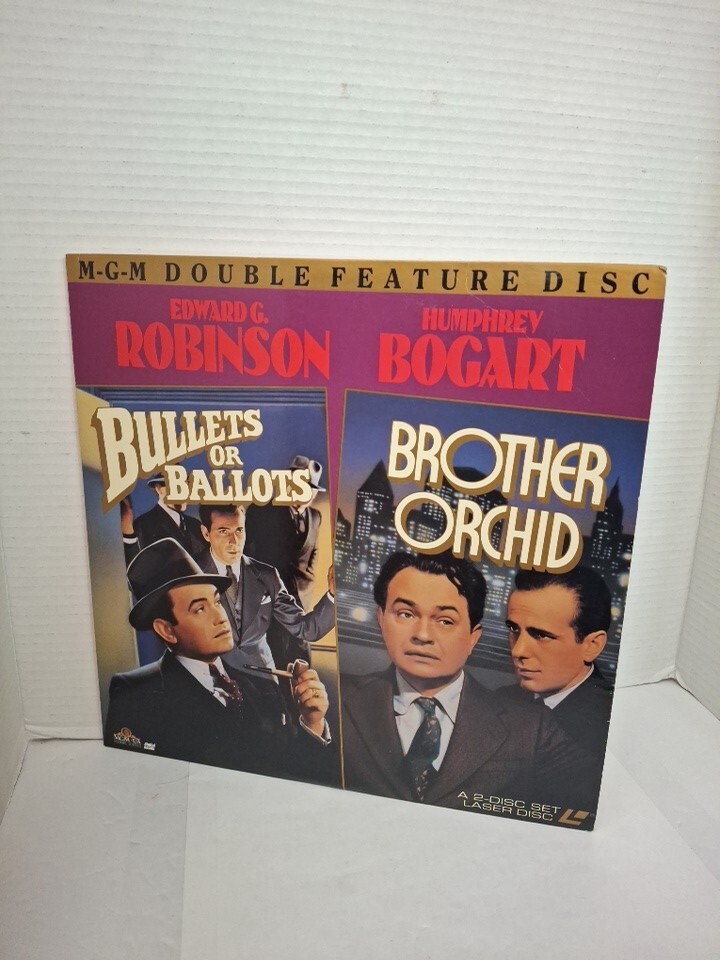 M-G-M DOUBLE FEATURE DISC
EDWARD G.
ROBINSON
HUMPHREY
BOGART
BULLETS
OR
BALLOTS
BROTHER
ORCHID
A 2-DISC SET
LASER DISC